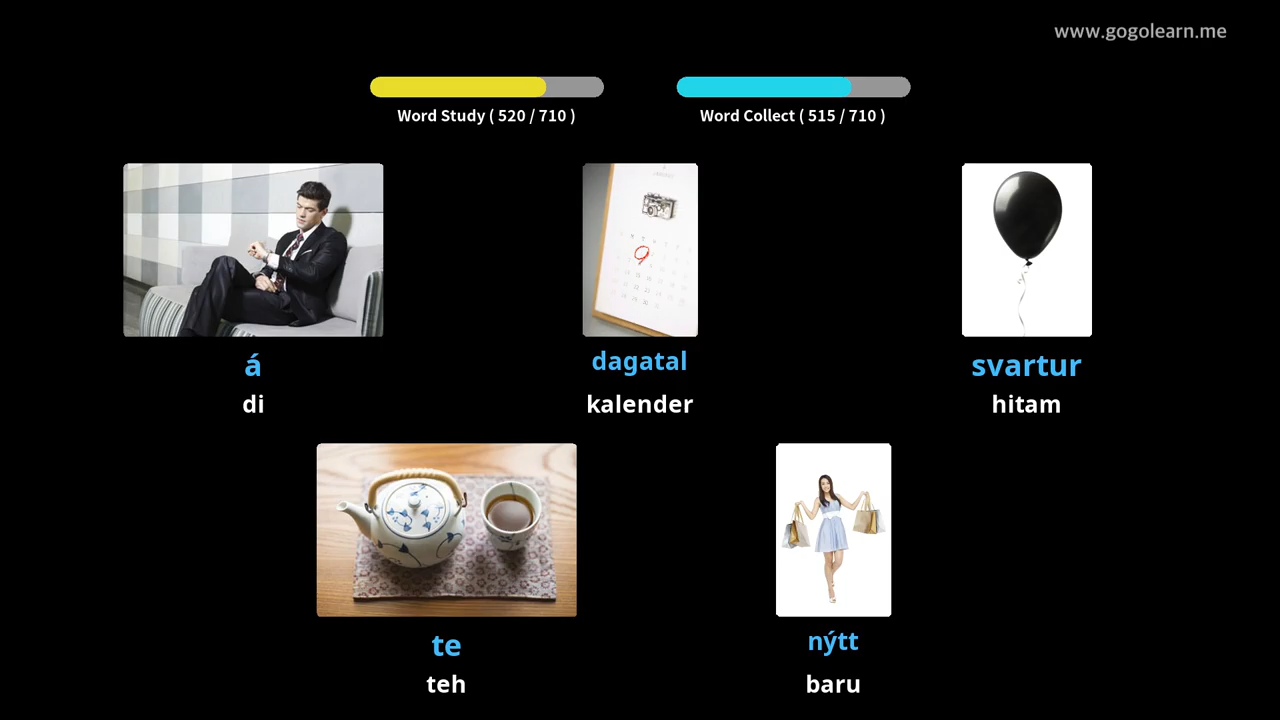 www.gogolearn.me
Word Study ( 520 / 710 )
Word Collect ( 515 / 710 )
á
di
dagatal
kalender
svartur
hitam
te
teh
nýtt
baru